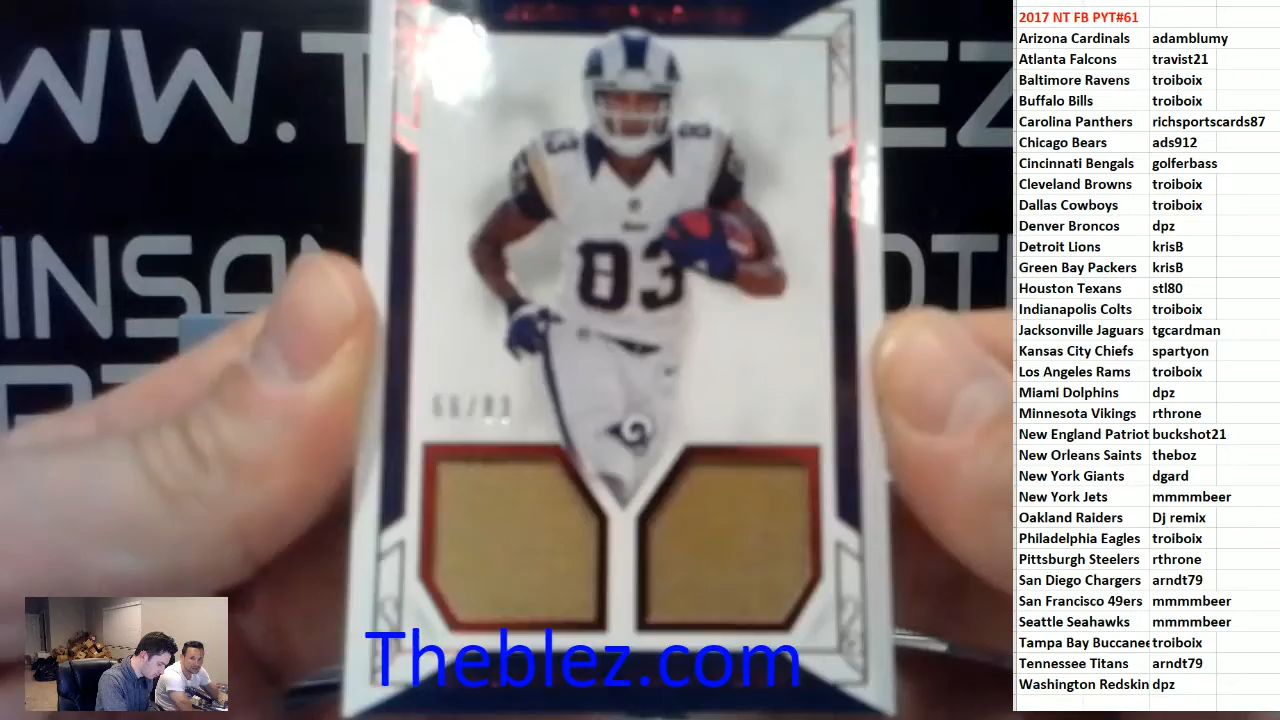 WWW.T
EZ
INSA
OTI
83
8
83
Theblez.com
2017 NT FB PYT#61
Arizona Cardinals adamblumy
Atlanta Falcons travist21
Baltimore Ravens troiboix
Buffalo Bills troiboix
Carolina Panthers richsportscards87
Chicago Bears ads912
Cincinnati Bengals golferbass
Cleveland Browns troiboix
Dallas Cowboys troiboix
Denver Broncos dpz
Detroit Lions krisB
Green Bay Packers krisB
Houston Texans stl80
Indianapolis Colts troiboix
Jacksonville Jaguars tgcardman
Kansas City Chiefs spartyon
Los Angeles Rams troiboix
Miami Dolphins dpz
Minnesota Vikings rthrone
New England Patriot buckshot21
New Orleans Saints theboz
New York Giants dgard
New York Jets mmmmbeer
Oakland Raiders Dj remix
Philadelphia Eagles troiboix
Pittsburgh Steelers rthrone
San Diego Chargers arndt79
San Francisco 49ers mmmmbeer
Seattle Seahawks mmmmbeer
Tampa Bay Buccanee troiboix
Tennessee Titans arndt79
Washington Redskin dpz